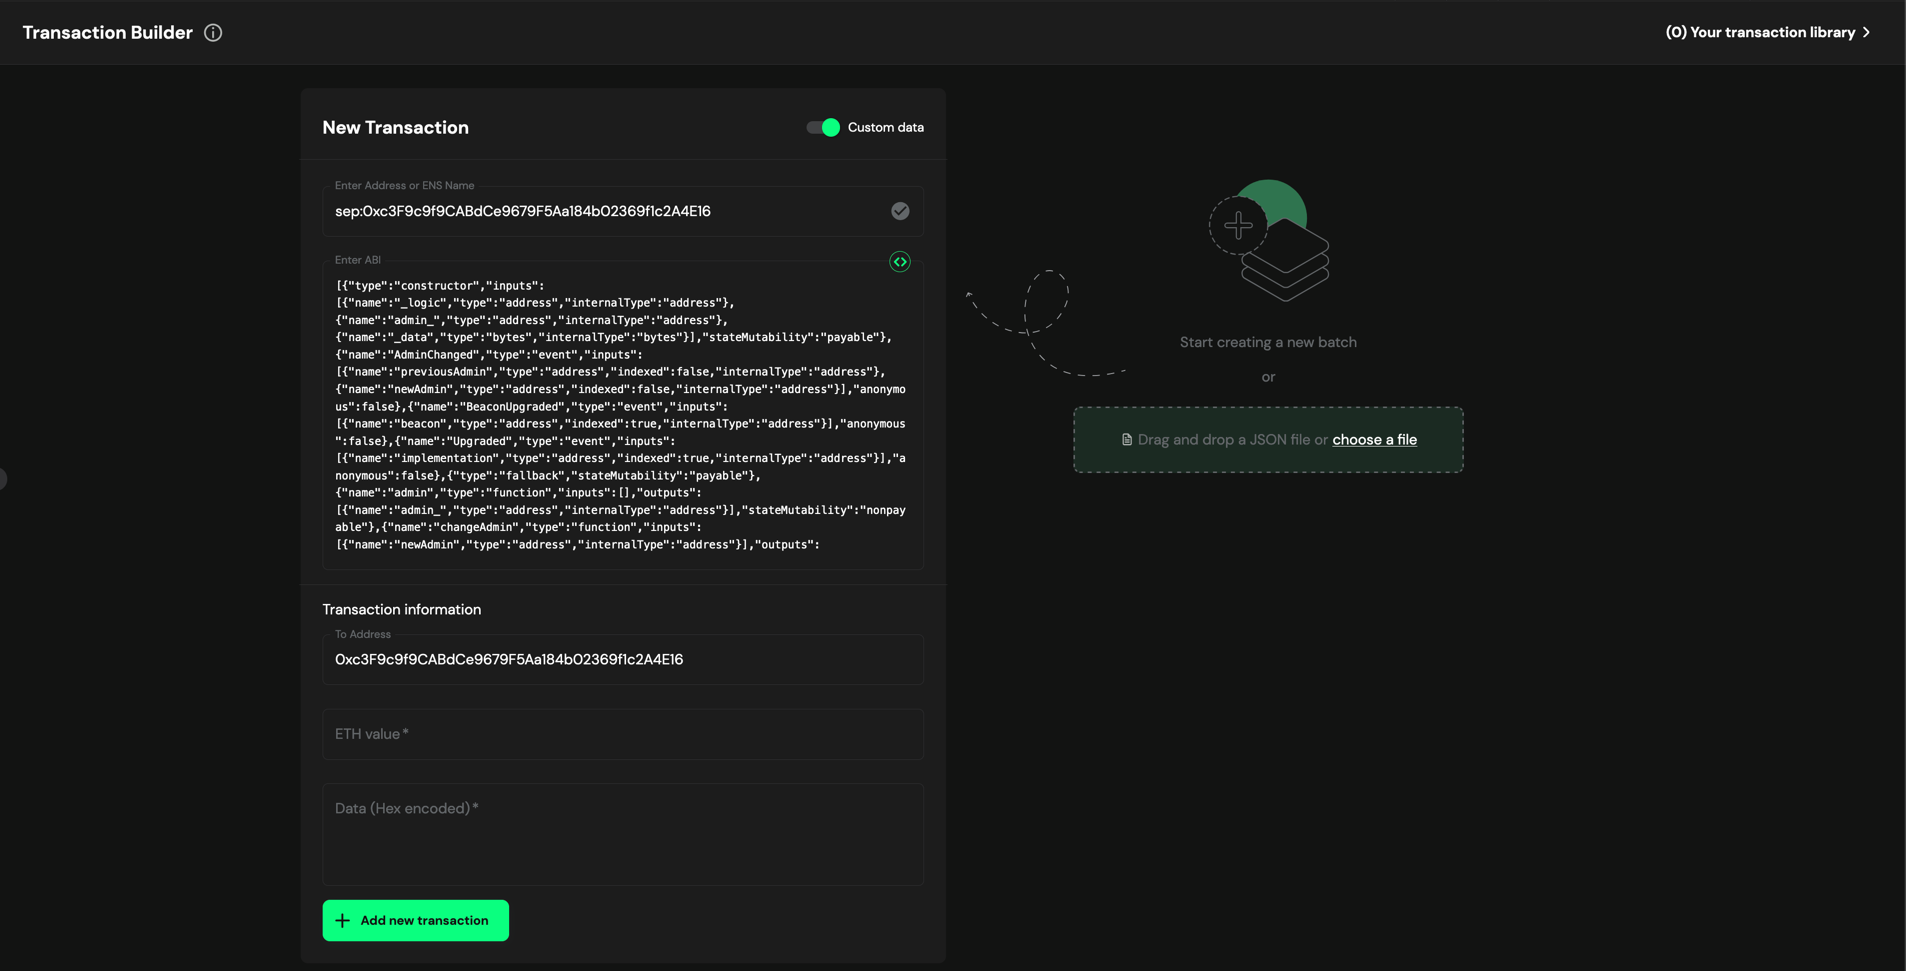 Transaction Builder
(0) Your transaction library
New Transaction
Custom data
Enter Address or ENS Name
sep:0xc3F9c9f9CABdCe9679F5Aa184b02369f1c2A4E16
Enter ABI
[{"type":"constructor","inputs":
[{"name":"_logic","type":"address","internalType":"address"},
{"name":"admin_","type":"address","internalType":"address"},
{"name":"_data","type":"bytes","internalType":"bytes"}],"stateMutability":"payable"},
{"name":"AdminChanged","type":"event","inputs":
[{"name":"previousAdmin","type":"address","indexed":false,"internalType":"address"},
{"name":"newAdmin","type":"address","indexed":false,"internalType":"address"}],"anonymo
us":false},{"name":"BeaconUpgraded","type":"event","inputs":
[{"name":"beacon","type":"address","indexed":true,"internalType":"address"}],"anonymous
":false},{"name":"Upgraded","type":"event","inputs":
[{"name":"implementation","type":"address","indexed":true,"internalType":"address"}],"a
nonymous":false},{"type":"fallback","stateMutability":"payable"},
{"name":"admin","type":"function","inputs":[],"outputs":
[{"name":"admin_","type":"address","internalType":"address"}],"stateMutability":"nonpay
able"},{"name":"changeAdmin","type":"function","inputs":
[{"name":"newAdmin","type":"address","internalType":"address"}],"outputs":
Transaction information
To Address
0xc3F9c9f9CABdCe9679F5Aa184b02369f1c2A4E16
ETH value*
Data (Hex encoded)*
Add new transaction
Start creating a new batch
or
Drag and drop a JSON file or choose a file